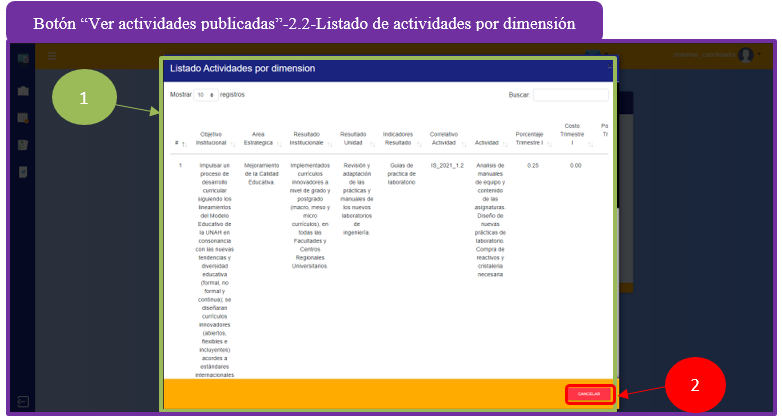 Botón “Ver actividades publicadas”-2.2-Listado de actividades por dimensión
Listado Actividades por dimension
1
Mostrar 10 registros
Buscar:
#
Objetivo
Institucional
Area
Estrategica
Resultado
Institucionale
Resultado
Unidad
Indicadores
Resultado
Correlativo
Actividad
Actividad
Porcentaje
Trimestre I
Costo
Trimestre
I
Po
Tr
1
Impulsar un
proceso de
desarrollo
curricular
siguiendo los
lineamientos
del Modelo
Educativo de
la UNAH en
consonancia
con las nuevas
tendencias y
diversidad
educativa
(formal, no
formal y
continua); se
diseñaran
currículos
innovadores
(abiertos,
flexibles e
incluyentes)
acordes a
estándares
internacionales
Mejoramiento
de la Calidad
Educativa
Implementados
currículos
innovadores a
nivel de grado y
postgrado
(macro, meso y
micro
currículos), en
todas las
Facultades y
Centros
Regionales
Universitarios.
Revisión y
adaptación
de las
prácticas y
manuales de
los nuevos
laboratorios
de
ingeniería.
Guias de
practica de
laboratorio
IS_2021_1.2
Analisis de
manuales
de equipo y
contenido
de las
asignaturas.
Diseño de
nuevas
prácticas de
laboratorio.
Compra de
reactivos y
cristaleria
necesaria
0.25
0.00
CANCELAR
2